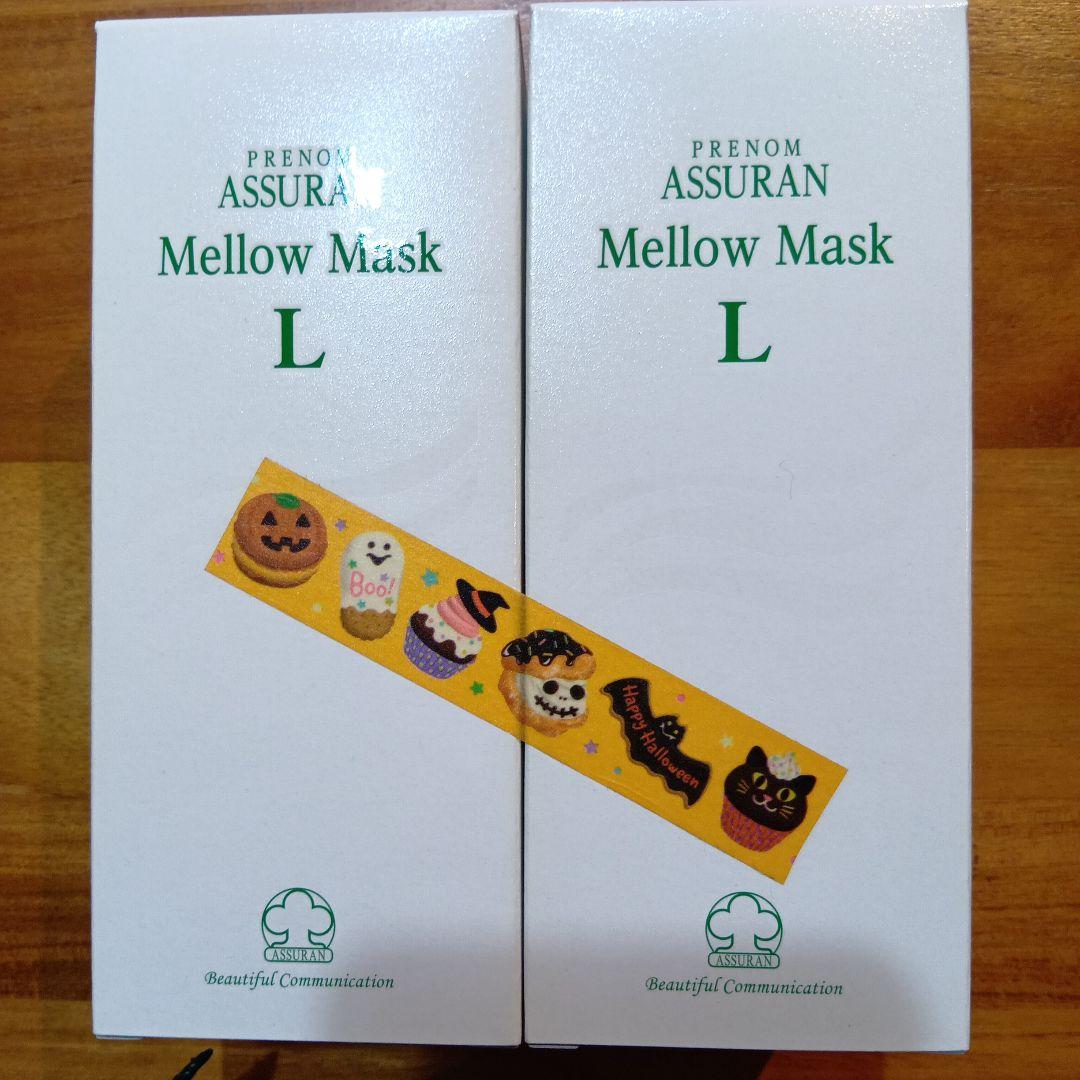 PRENOM
ASSURAN
Mellow Mask
L
PRENOM
ASSURAN
Mellow Mask
L
Boo!
Happy Halloween
ASSURAN
Beautiful Communication
ASSURAN
Beautiful Communication